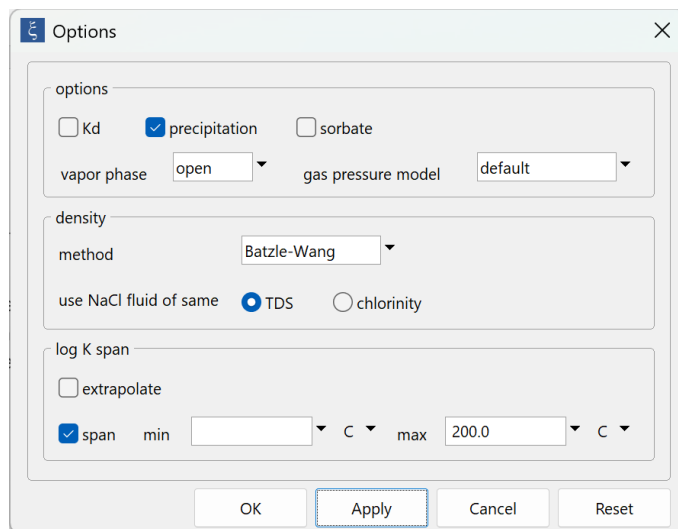 ξ Options
options
Kd precipitation sorbate
vapor phase open gas pressure model default
density
method Batzle-Wang
use NaCl fluid of same TDS chlorinity
log K span
extrapolate
span min C max 200.0 C
OK Apply Cancel Reset